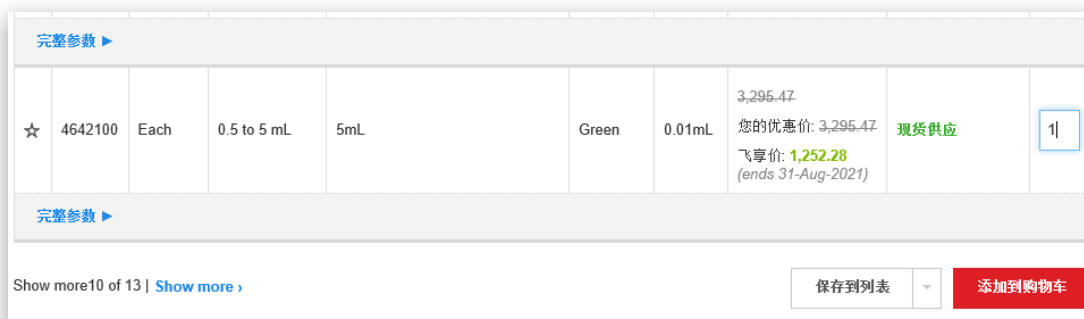 完整参数 ▶
☆ 4642100 Each 0.5 to 5 mL 5mL Green 0.01mL
3,295.47
您的优惠价: 3,295.47
飞享价: 1,252.28
(ends 31-Aug-2021)
现货供应
1
完整参数 ▶
Show more10 of 13 | Show more ›
保存到列表
添加到购物车